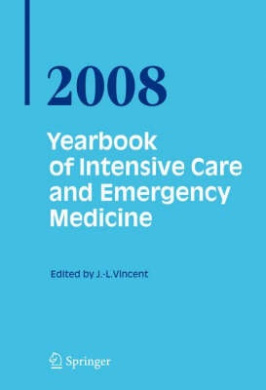 2008
Yearbook
of Intensive Care
and Emergency
Medicine
Edited by J.-L.Vincent
Springer